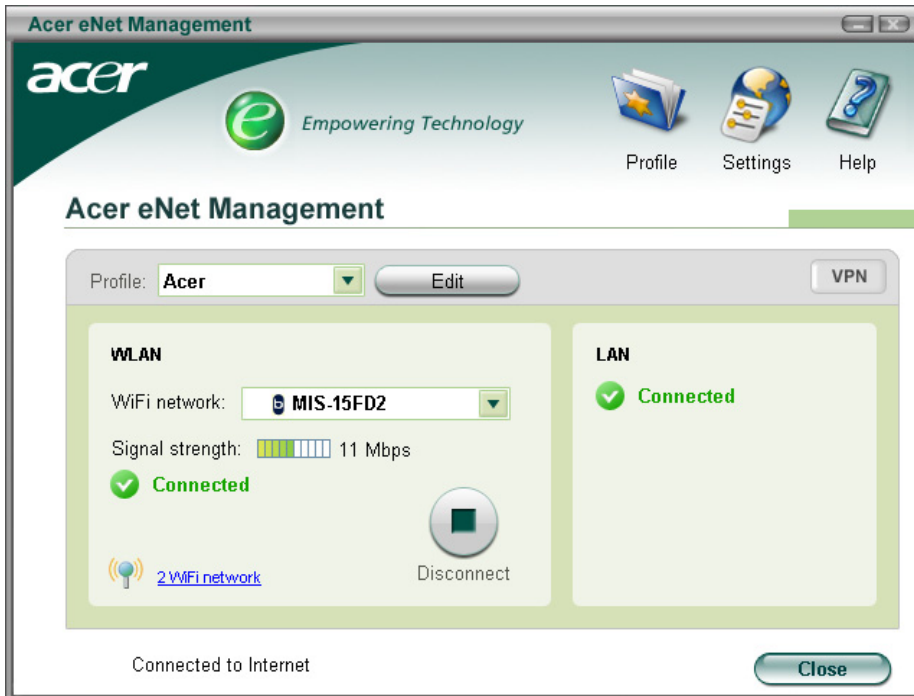 Acer eNet Management
acer
e Empowering Technology
Profile Settings Help
Acer eNet Management
Profile: Acer Edit VPN
WLAN
WiFi network: b MIS-15FD2
Signal strength: 11 Mbps
Connected
2 WiFi network
Disconnect
LAN
Connected
Connected to Internet
Close